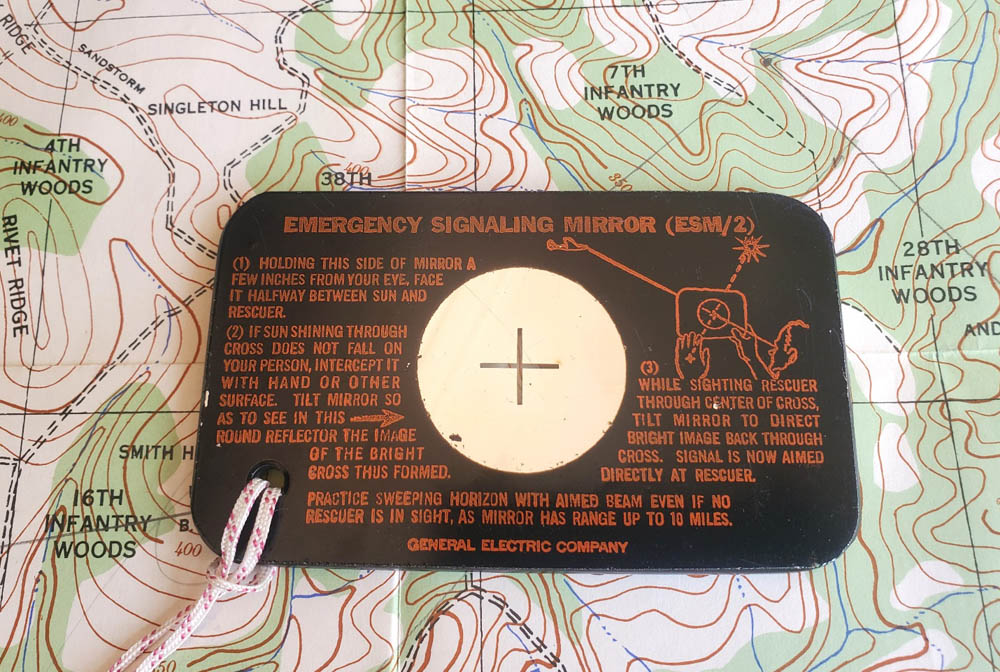 RIDGE
SANDSTORM
SINGLETON HILL
7TH
INFANTRY
WOODS
400
4TH
INFANTRY
WOODS
400
38TH
350
RIVET RIDGE
28TH
INFANTRY
WOODS
AND
EMERGENCY SIGNALING MIRROR (ESM/2)
(1) HOLDING THIS SIDE OF MIRROR A
FEW INCHES FROM YOUR EYE, FACE
IT HALFWAY BETWEEN SUN AND
RESCUER.
(2) IF SUN SHINING THROUGH
CROSS DOES NOT FALL ON
YOUR PERSON, INTERCEPT IT
WITH HAND OR OTHER
SURFACE. TILT MIRROR SO
AS TO SEE IN THIS
ROUND REFLECTOR THE IMAGE
OF THE BRIGHT
CROSS THUS FORMED.
(3)
WHILE SIGHTING RESCUER
THROUGH CENTER OF CROSS,
TILT MIRROR TO DIRECT
BRIGHT IMAGE BACK THROUGH
CROSS. SIGNAL IS NOW AIMED
DIRECTLY AT RESCUER.
PRACTICE SWEEPING HORIZON WITH AIMED BEAM EVEN IF NO
RESCUER IS IN SIGHT, AS MIRROR HAS RANGE UP TO 10 MILES.
GENERAL ELECTRIC COMPANY
SMITH H
16TH
INFANTRY
WOODS
B
400